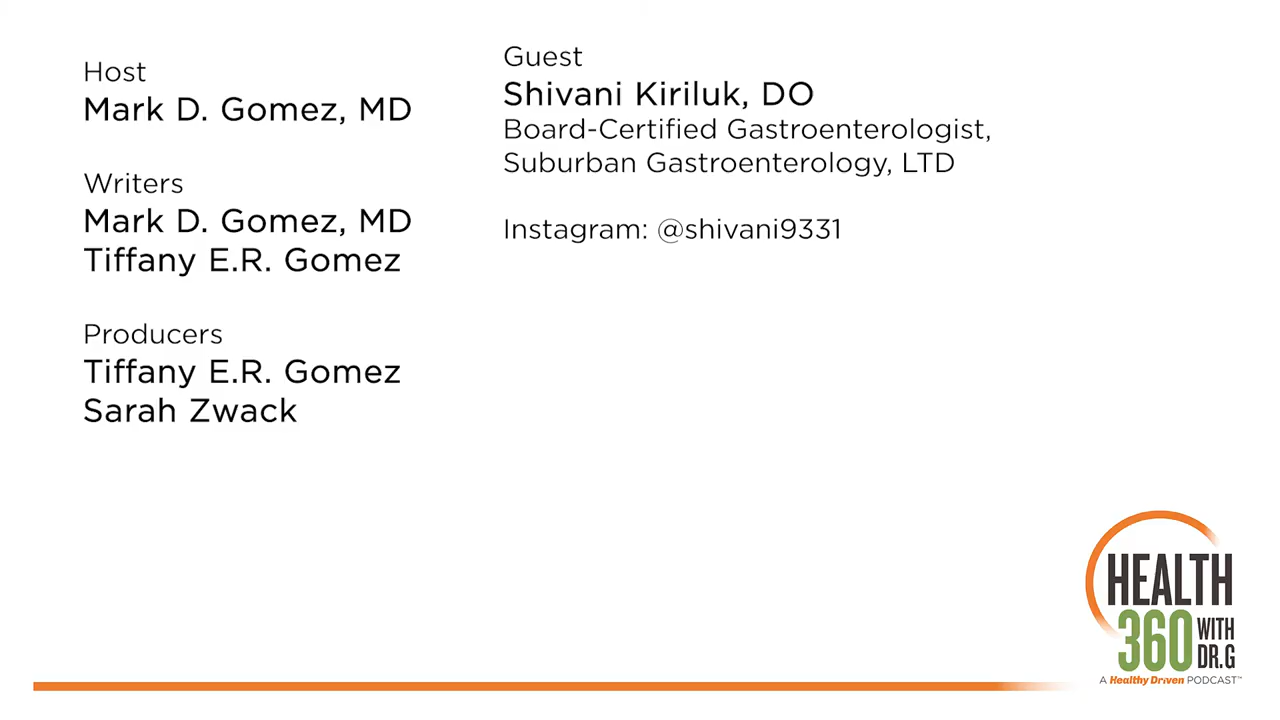 Host
Mark D. Gomez, MD
Writers
Mark D. Gomez, MD
Tiffany E.R. Gomez
Producers
Tiffany E.R. Gomez
Sarah Zwack
Guest
Shivani Kiriluk, DO
Board-Certified Gastroenterologist,
Suburban Gastroenterology, LTD
Instagram: @shivani9331
HEALTH
360 WITH DR.G
A Healthy Driven PODCAST™